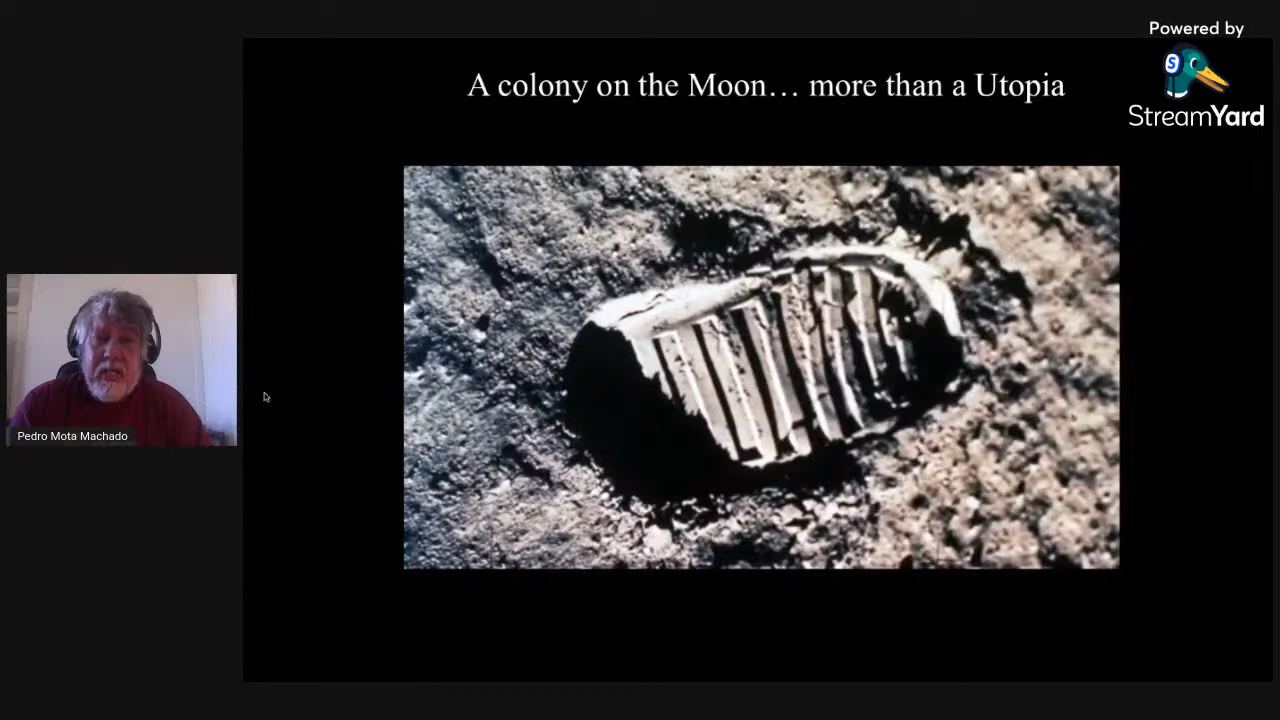 Powered by
A colony on the Moon… more than a Utopia
S
StreamYard
Pedro Mota Machado